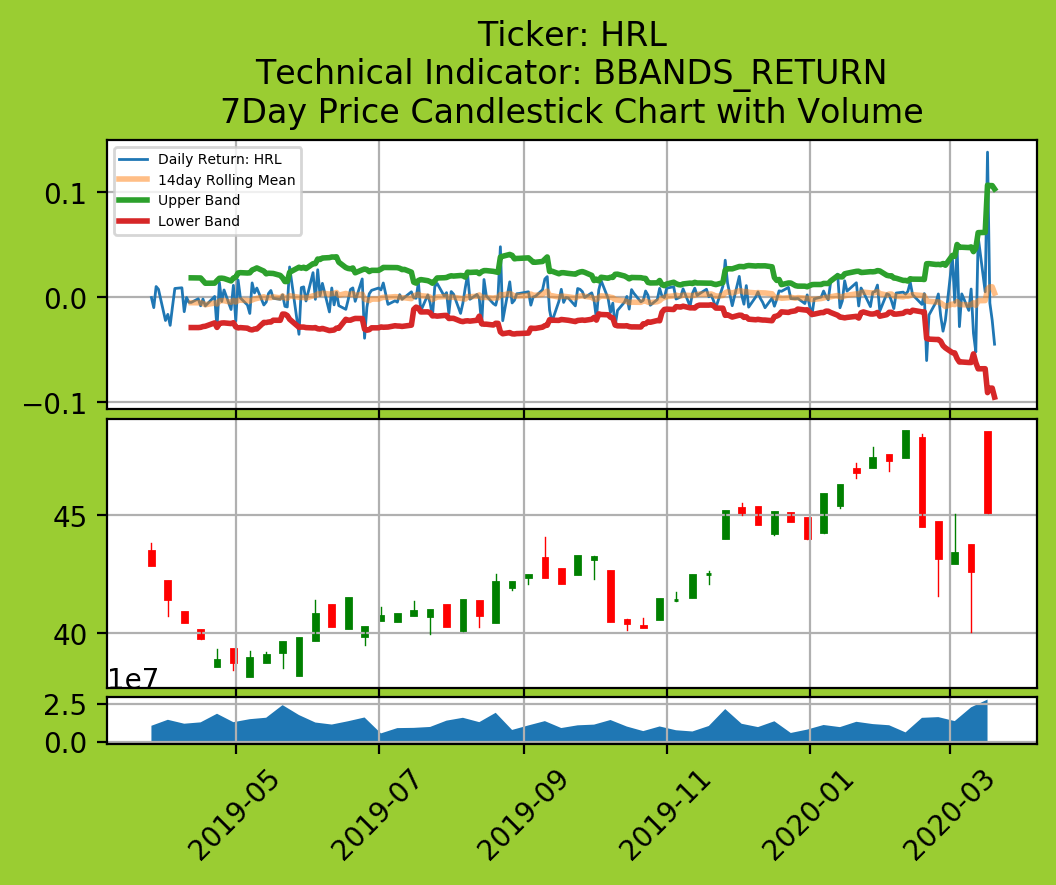 Ticker: HRL
Technical Indicator: BBANDS_RETURN
7Day Price Candlestick Chart with Volume
Daily Return: HRL
14day Rolling Mean
Upper Band
Lower Band
0.1
0.0
−0.1
45
40
1e7
2.5
0.0
2019-05
2019-07
2019-09
2019-11
2020-01
2020-03